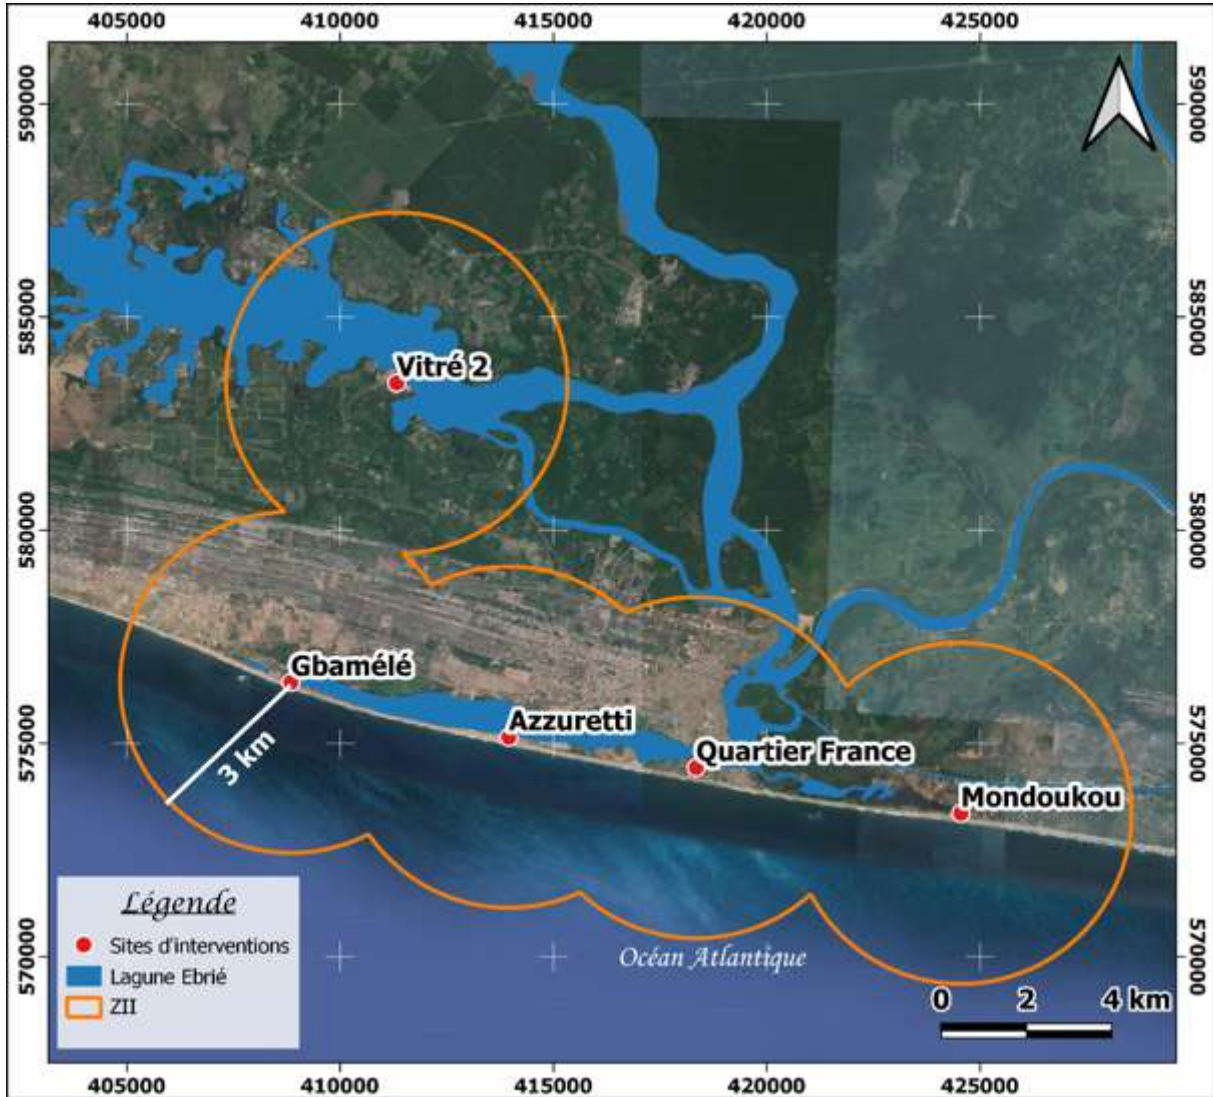 405000 410000 415000 420000 425000
590000 590000
585000 585000
Vitré 2
580000 580000
Gbamélé
575000 575000
Azzuretti
Quartier France
3 km
Mondoukou
Légende
Sites d'interventions
Lagune Ebrié
ZII
Océan Atlantique
570000 570000
0 2 4 km
405000 410000 415000 420000 425000